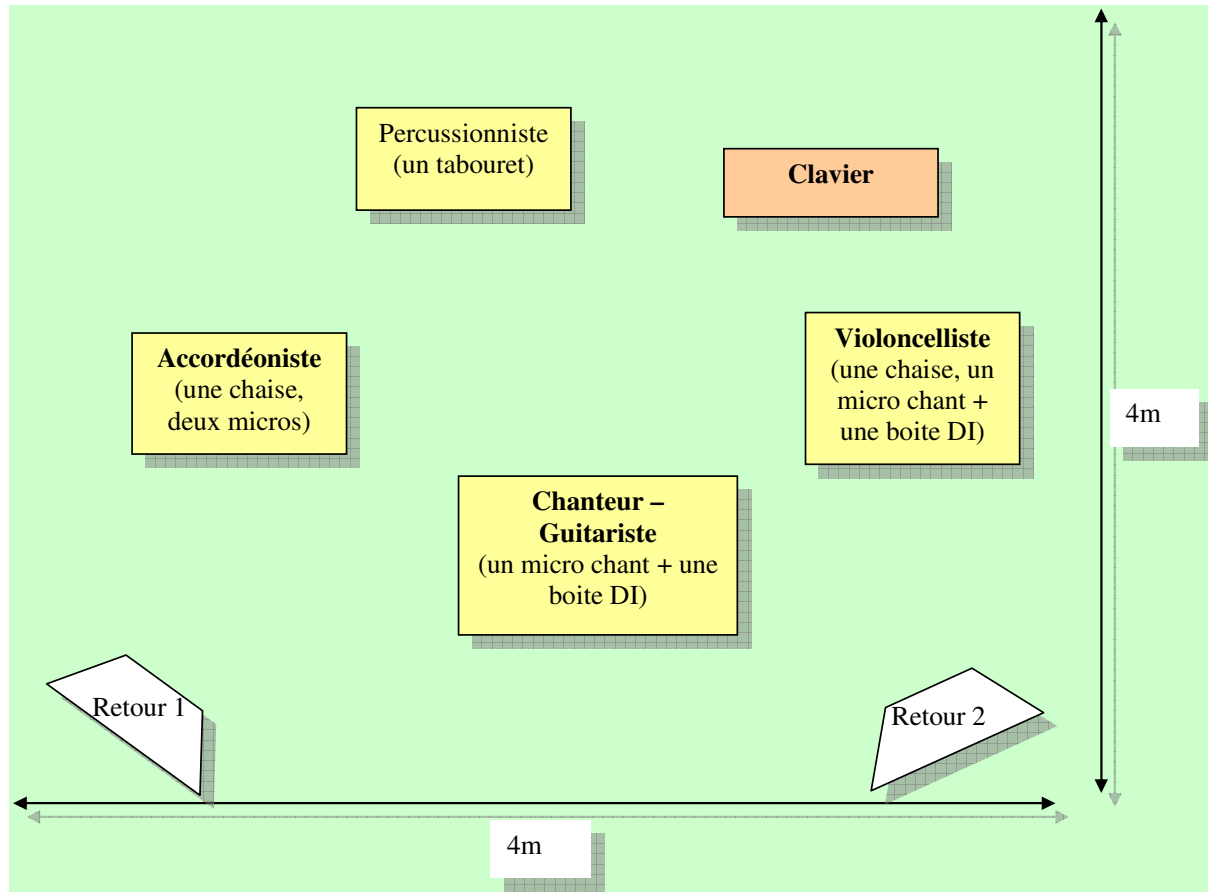 Percussionniste
(un tabouret)
Clavier
Accordéoniste
(une chaise,
deux micros)
Violoncelliste
(une chaise, un
micro chant +
une boite DI)
4m
Chanteur –
Guitariste
(un micro chant + une
boite DI)
Retour 1
Retour 2
4m